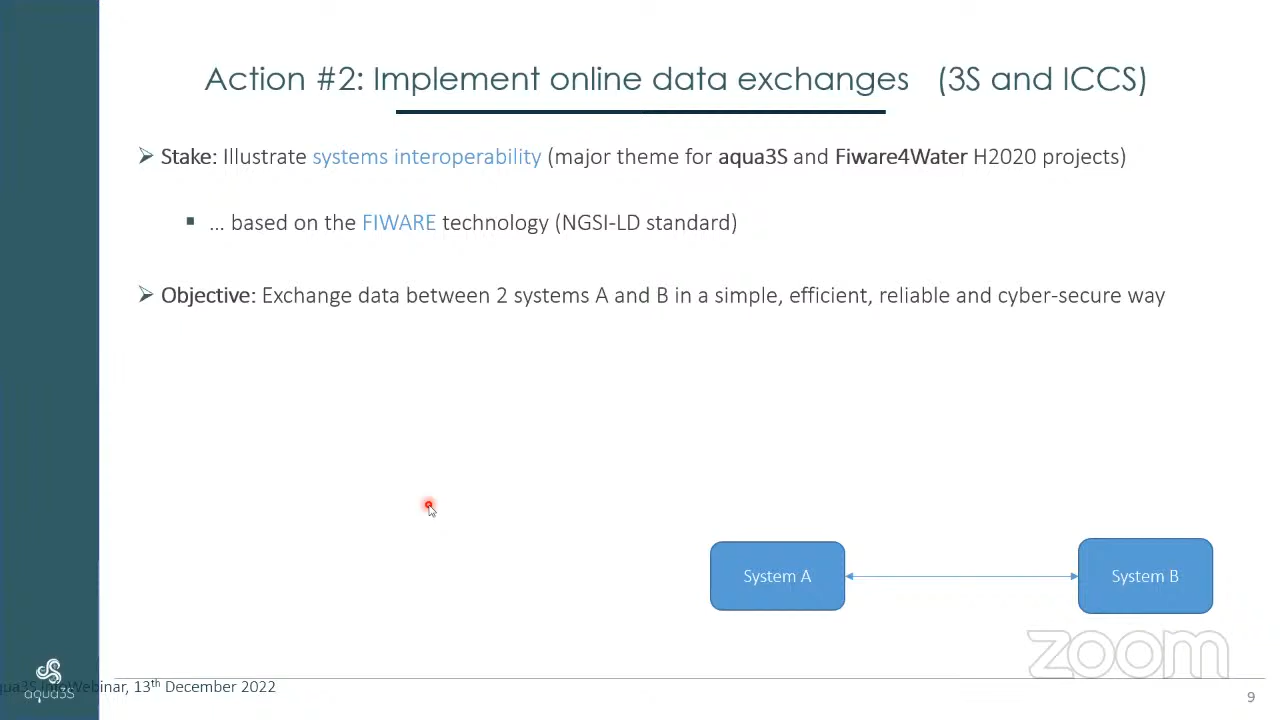 Action #2: Implement online data exchanges (3S and ICCS)
➢ Stake: Illustrate systems interoperability (major theme for aqua3S and Fiware4Water H2020 projects)
▪ ... based on the FIWARE technology (NGSI-LD standard)
➢ Objective: Exchange data between 2 systems A and B in a simple, efficient, reliable and cyber-secure way
System A
System B
zoom
aqua3S
qua3S InfoWebinar, 13th December 2022
9